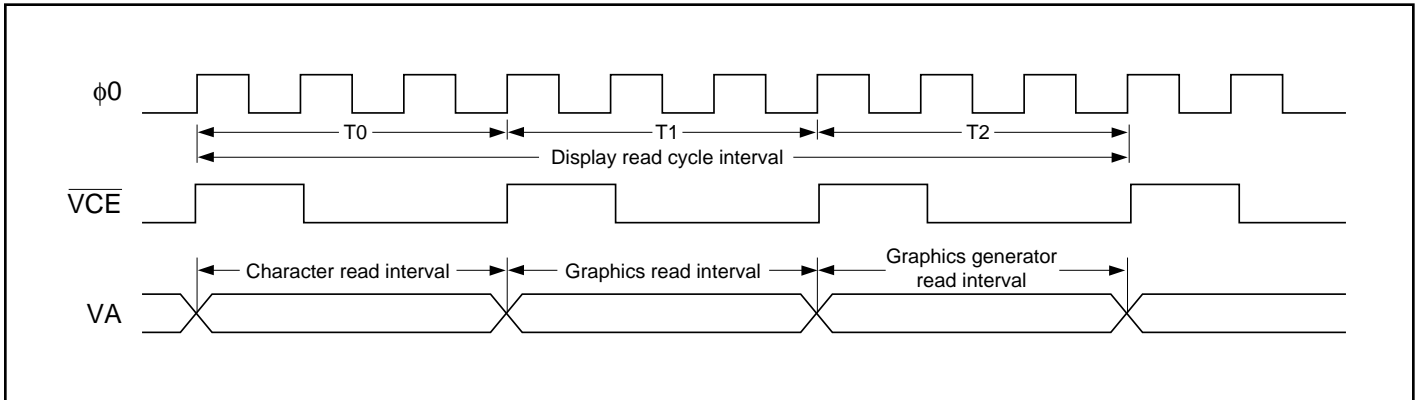 ϕ0
T0 T1 T2
Display read cycle interval
VCE
Character read interval Graphics read interval Graphics generator
read interval
VA